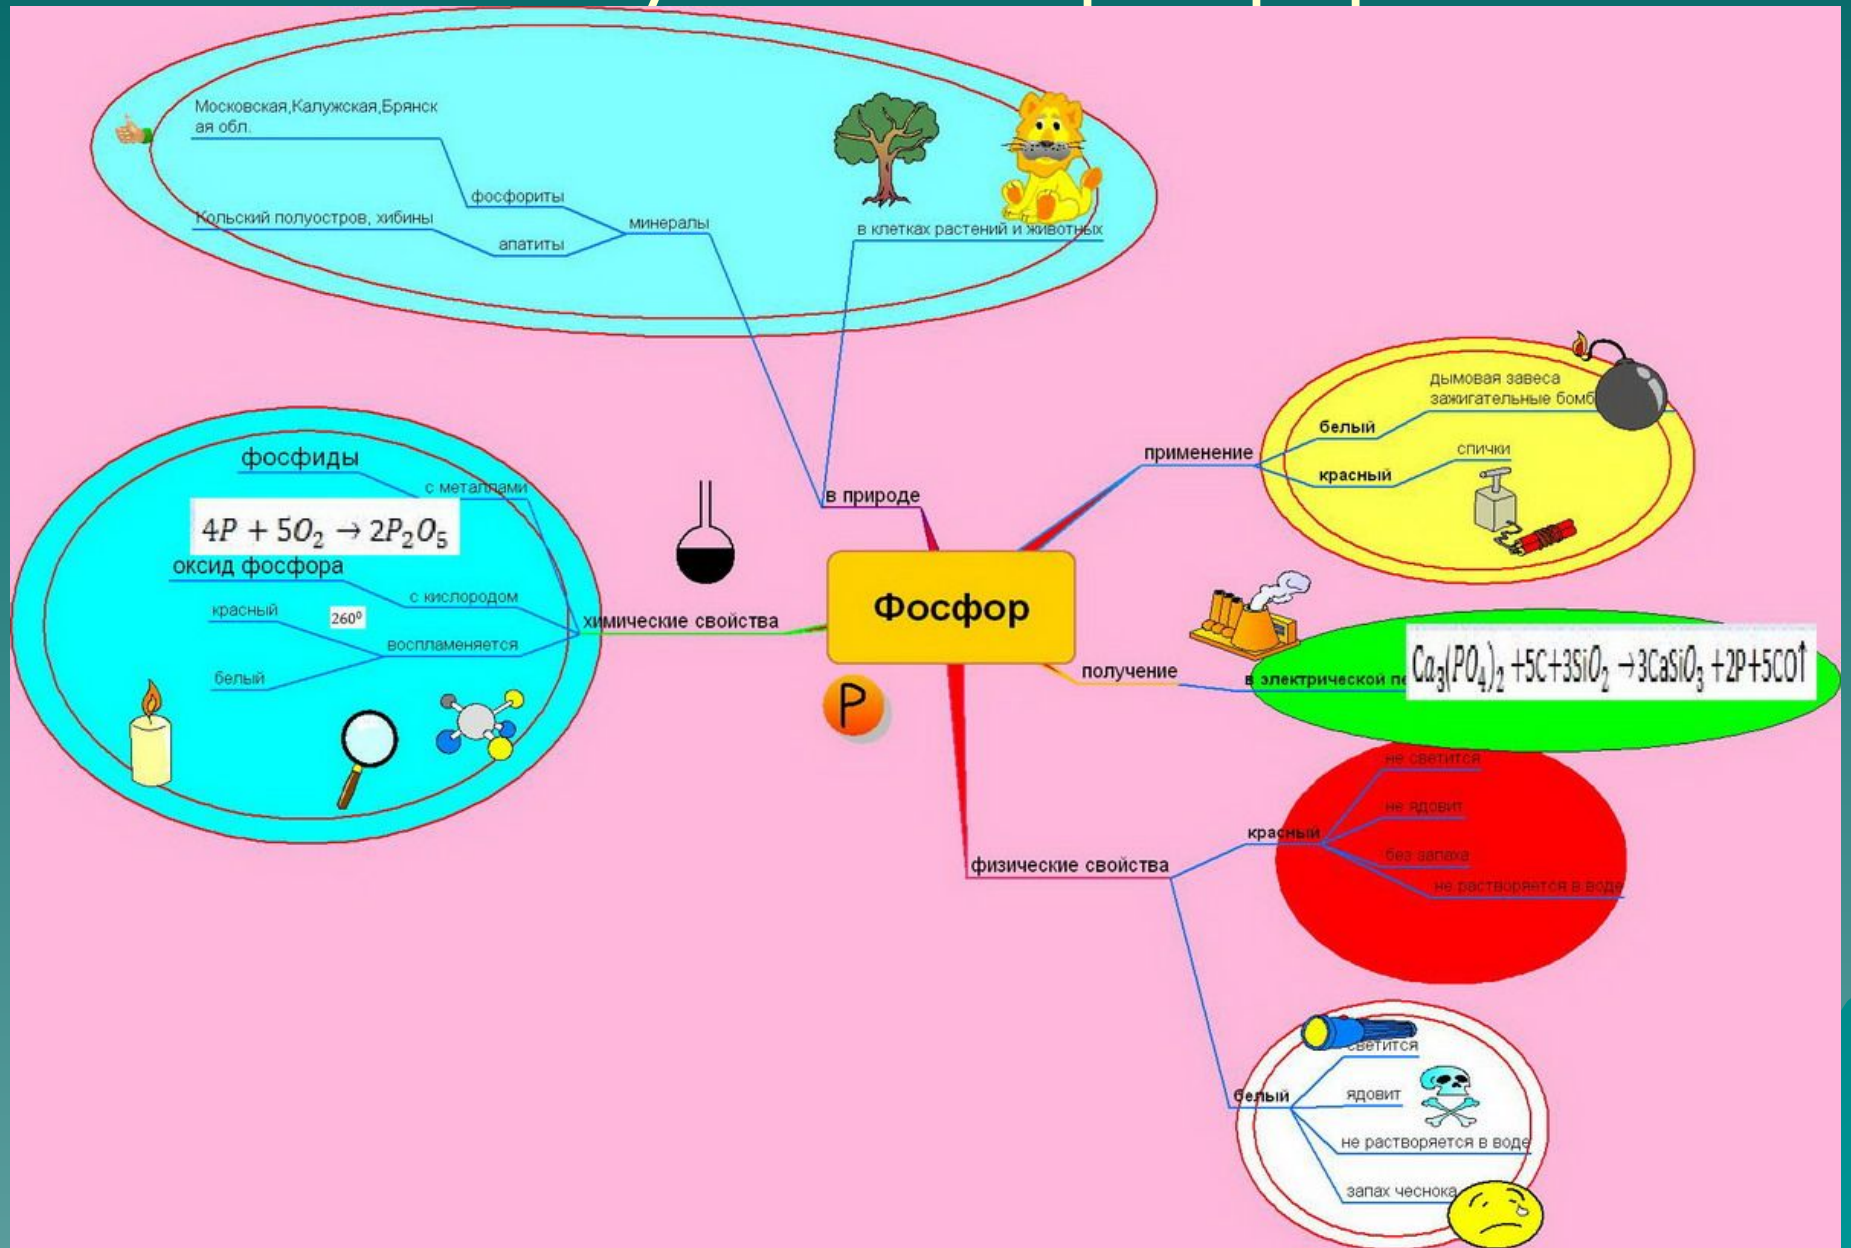 Московская,Калужская,Брянск
ая обл.
фосфориты
Кольский полуостров, хибины
апатиты
минералы
в клетках растений и животных
в природе
дымовая завеса
зажигательные бомб
белый
применение
спички
красный
фосфиды
с металлами
4P + 5O₂ → 2P₂O₅
оксид фосфора
с кислородом
красный
260⁰
воспламеняется
белый
химические свойства
Фосфор
P
получение
в электрической
Ca₃(PO₄)₂ +5C+3SiO₂ →3CaSiO₃ +2P+5CO↑
физические свойства
красный
не светится
не ядовит
без запаха
не растворяется в воде
белый
светится
ядовит
не растворяется в воде
запах чеснока